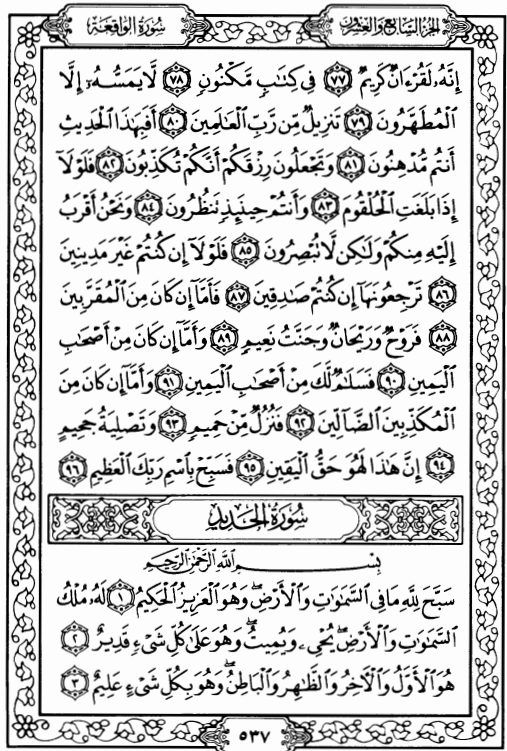 الجزء السابع والعشرون
سورة الواقعة
إِنَّهُۥ لَقُرْءَانٌ كَرِيمٌ ٧٧ فِى كِتَٰبٍ مَّكْنُونٍ ٧٨ لَّا يَمَسُّهُۥٓ إِلَّا
ٱلْمُطَهَّرُونَ ٧٩ تَنزِيلٌ مِّن رَّبِّ ٱلْعَٰلَمِينَ ٨٠ أَفَبِهَٰذَا ٱلْحَدِيثِ
أَنتُم مُّدْهِنُونَ ٨١ وَتَجْعَلُونَ رِزْقَكُمْ أَنَّكُمْ تُكَذِّبُونَ ٨٢ فَلَوْلَآ
إِذَا بَلَغَتِ ٱلْحُلْقُومَ ٨٣ وَأَنتُمْ حِينَئِذٍ تَنظُرُونَ ٨٤ وَنَحْنُ أَقْرَبُ
إِلَيْهِ مِنكُمْ وَلَٰكِن لَّا تُبْصِرُونَ ٨٥ فَلَوْلَآ إِن كُنتُمْ غَيْرَ مَدِينِينَ
٨٦ تَرْجِعُونَهَآ إِن كُنتُمْ صَٰدِقِينَ ٨٧ فَأَمَّآ إِن كَانَ مِنَ ٱلْمُقَرَّبِينَ
٨٨ فَرَوْحٌ وَرَيْحَانٌ وَجَنَّتُ نَعِيمٍ ٨٩ وَأَمَّآ إِن كَانَ مِنْ أَصْحَٰبِ
ٱلْيَمِينِ ٩٠ فَسَلَٰمٌ لَّكَ مِنْ أَصْحَٰبِ ٱلْيَمِينِ ٩١ وَأَمَّآ إِن كَانَ مِنَ
ٱلْمُكَذِّبِينَ ٱلضَّآلِّينَ ٩٢ فَنُزُلٌ مِّنْ حَمِيمٍ ٩٣ وَتَصْلِيَةُ جَحِيمٍ
٩٤ إِنَّ هَٰذَا لَهُوَ حَقُّ ٱلْيَقِينِ ٩٥ فَسَبِّحْ بِٱسْمِ رَبِّكَ ٱلْعَظِيمِ ٩٦
سورة الحديد
بِسْمِ ٱللَّهِ ٱلرَّحْمَٰنِ ٱلرَّحِيمِ
سَبَّحَ لِلَّهِ مَا فِى ٱلسَّمَٰوَٰتِ وَٱلْأَرْضِ ۖ وَهُوَ ٱلْعَزِيزُ ٱلْحَكِيمُ ١ لَهُۥ مُلْكُ
ٱلسَّمَٰوَٰتِ وَٱلْأَرْضِ ۖ يُحْىِۦ وَيُمِيتُ ۖ وَهُوَ عَلَىٰ كُلِّ شَىْءٍ قَدِيرٌ ٢
هُوَ ٱلْأَوَّلُ وَٱلْءَاخِرُ وَٱلظَّٰهِرُ وَٱلْبَاطِنُ ۖ وَهُوَ بِكُلِّ شَىْءٍ عَلِيمٌ ٣
٥٣٧